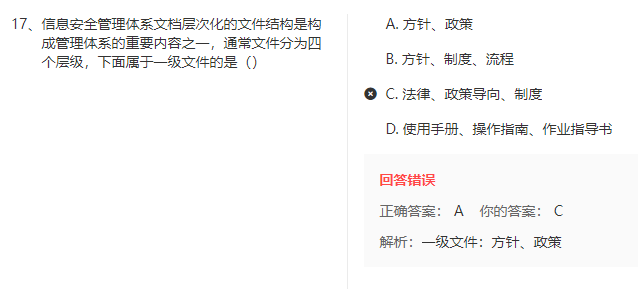 17、信息安全管理体系文档层次化的文件结构是构
成管理体系的重要内容之一，通常文件分为四
个层级，下面属于一级文件的是（）
A. 方针、政策
B. 方针、制度、流程
C. 法律、政策导向、制度
D. 使用手册、操作指南、作业指导书
回答错误
正确答案： A 你的答案： C
解析：一级文件：方针、政策